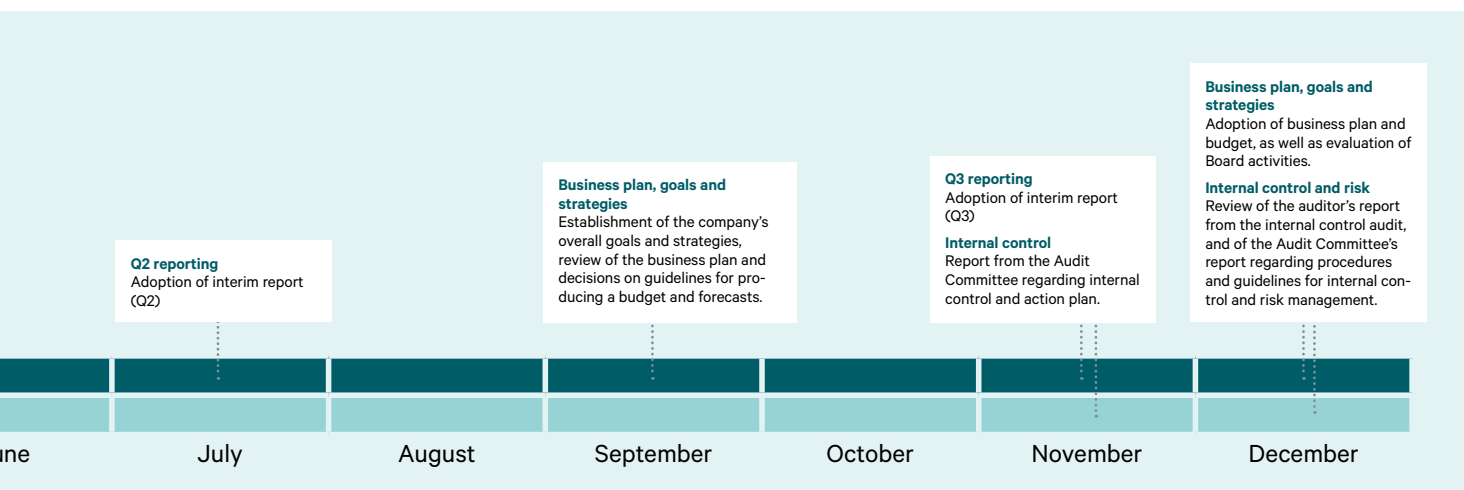 Q2 reporting
Adoption of interim report
(Q2)
Business plan, goals and
strategies
Establishment of the company's
overall goals and strategies,
review of the business plan and
decisions on guidelines for pro-
ducing a budget and forecasts.
Q3 reporting
Adoption of interim report
(Q3)
Internal control
Report from the Audit
Committee regarding internal
control and action plan.
Business plan, goals and
strategies
Adoption of business plan and
budget, as well as evaluation of
Board activities.
Internal control and risk
Review of the auditor's report
from the internal control audit,
and of the Audit Committee's
report regarding procedures
and guidelines for internal con-
trol and risk management.
une July August September October November December